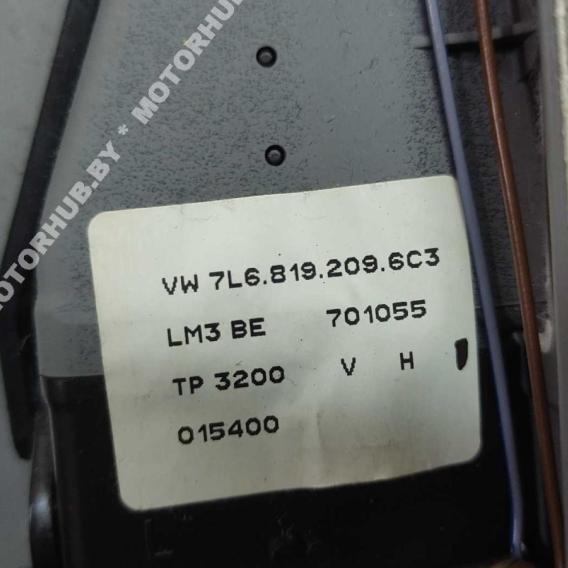 MOTORHUB.BY * MOTORHUB
VW 7L6.819.209.6C3
LM3 BE 701055
TP 3200 V H
015400